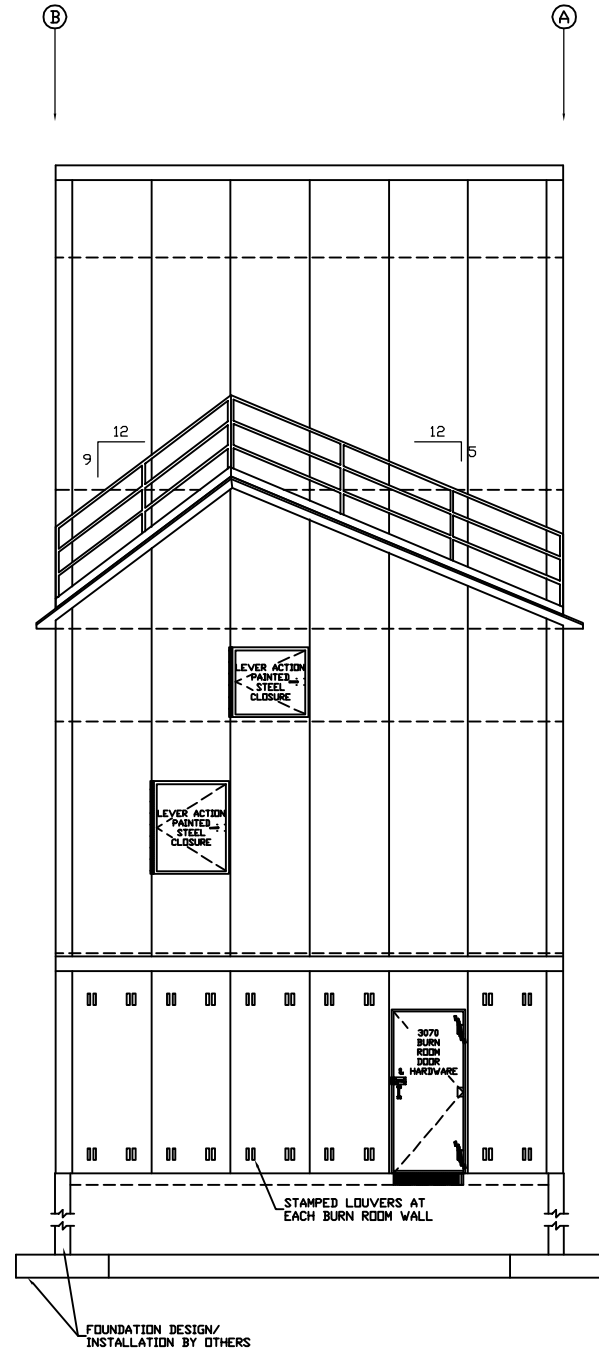 B
A
12
9
12
5
LEVER ACTION
PAINTED
STEEL
CLOSURE
LEVER ACTION
PAINTED
STEEL
CLOSURE
3070
BURN
ROOM
DOOR
& HARDWARE
STAMPED LOUVERS AT
EACH BURN ROOM WALL
FOUNDATION DESIGN/
INSTALLATION BY OTHERS